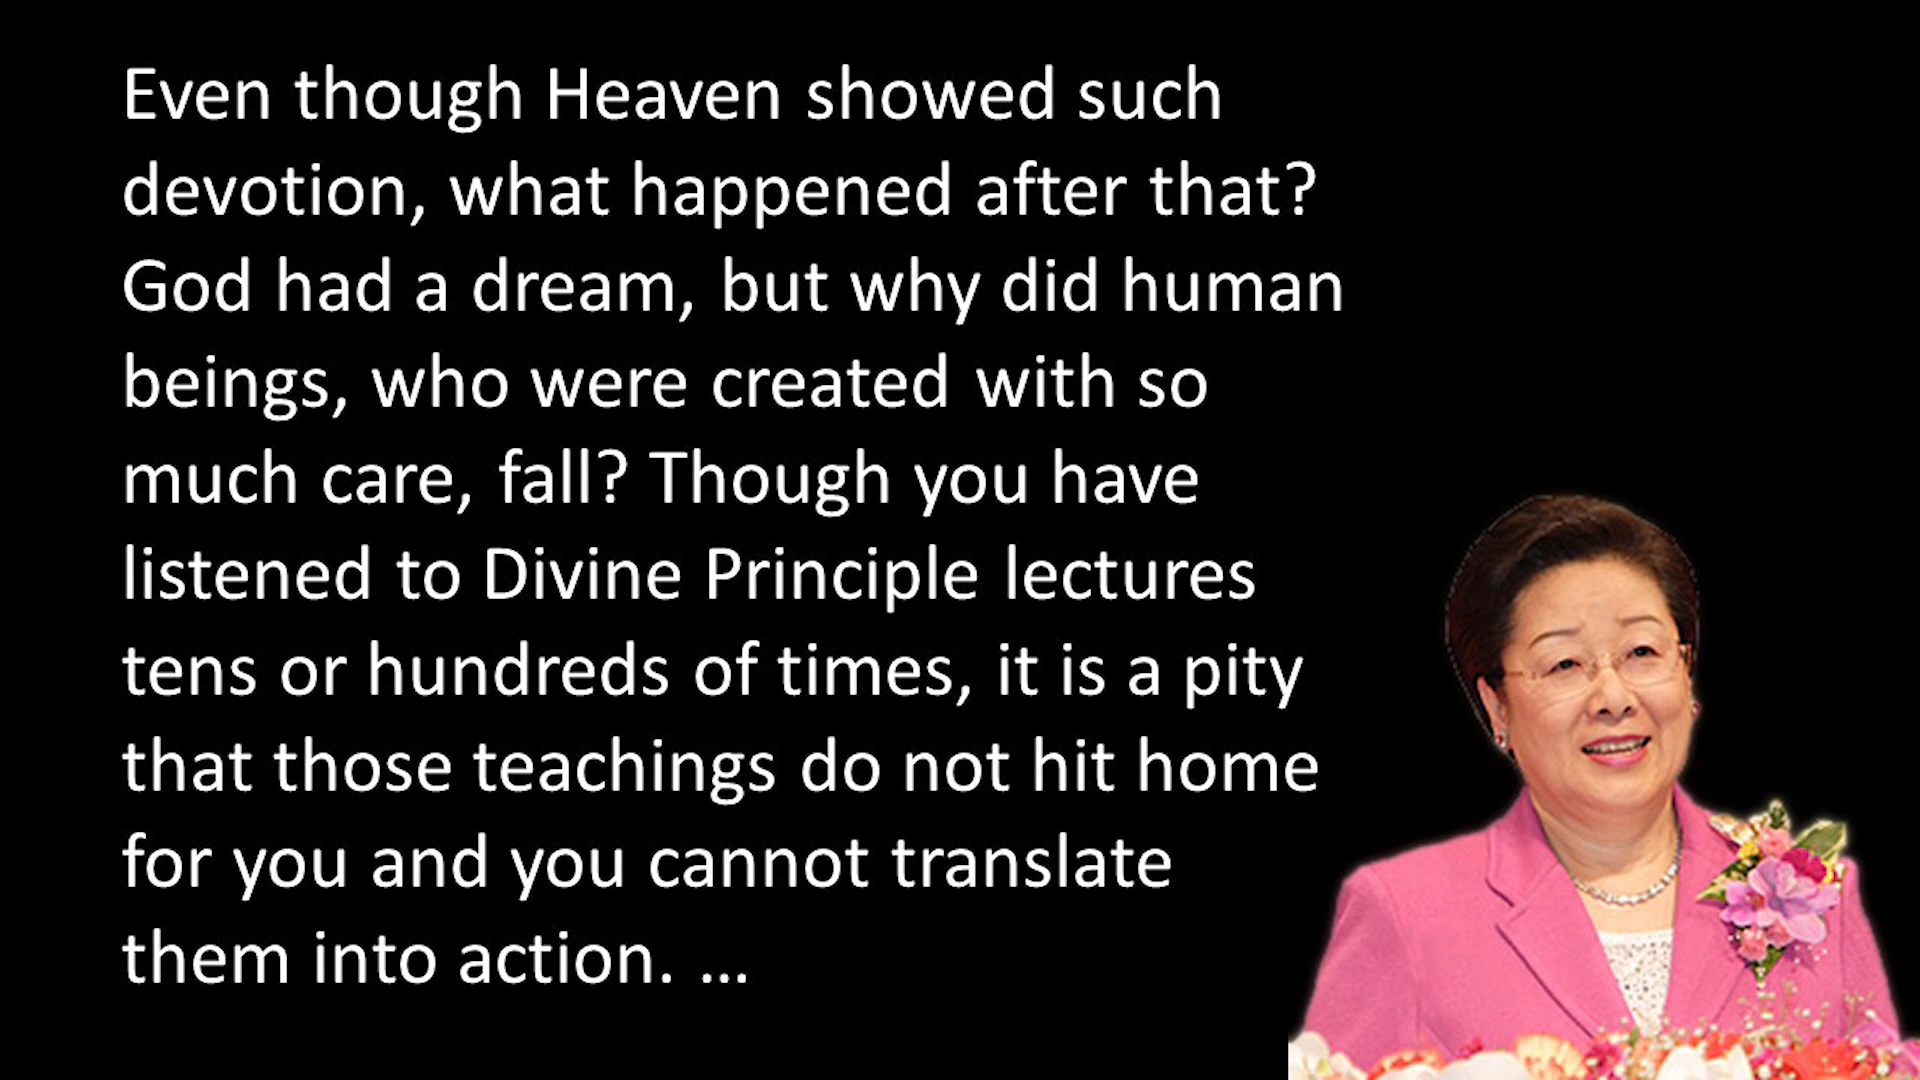 Even though Heaven showed such
devotion, what happened after that?
God had a dream, but why did human
beings, who were created with so
much care, fall? Though you have
listened to Divine Principle lectures
tens or hundreds of times, it is a pity
that those teachings do not hit home
for you and you cannot translate
them into action. ...